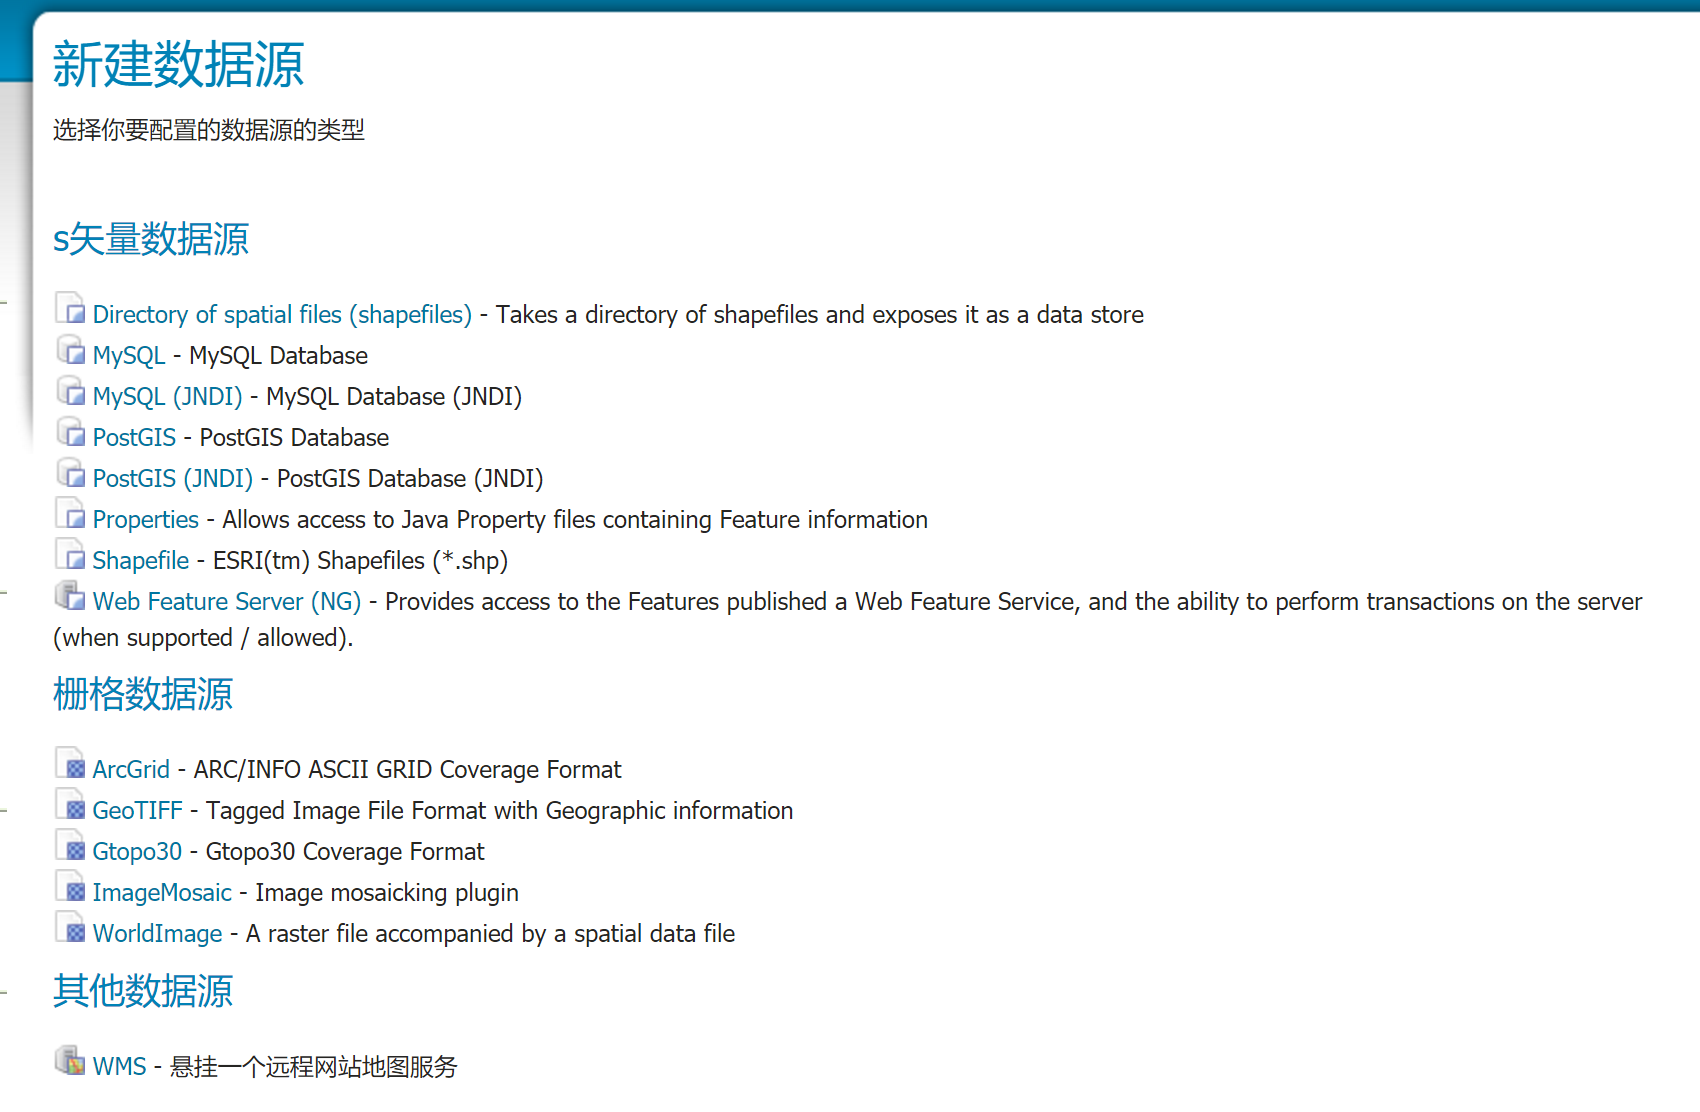 新建数据源
选择你要配置的数据源的类型
s矢量数据源
Directory of spatial files (shapefiles) - Takes a directory of shapefiles and exposes it as a data store
MySQL - MySQL Database
MySQL (JNDI) - MySQL Database (JNDI)
PostGIS - PostGIS Database
PostGIS (JNDI) - PostGIS Database (JNDI)
Properties - Allows access to Java Property files containing Feature information
Shapefile - ESRI(tm) Shapefiles (*.shp)
Web Feature Server (NG) - Provides access to the Features published a Web Feature Service, and the ability to perform transactions on the server
(when supported / allowed).
栅格数据源
ArcGrid - ARC/INFO ASCII GRID Coverage Format
GeoTIFF - Tagged Image File Format with Geographic information
Gtopo30 - Gtopo30 Coverage Format
ImageMosaic - Image mosaicking plugin
WorldImage - A raster file accompanied by a spatial data file
其他数据源
WMS - 悬挂一个远程网站地图服务